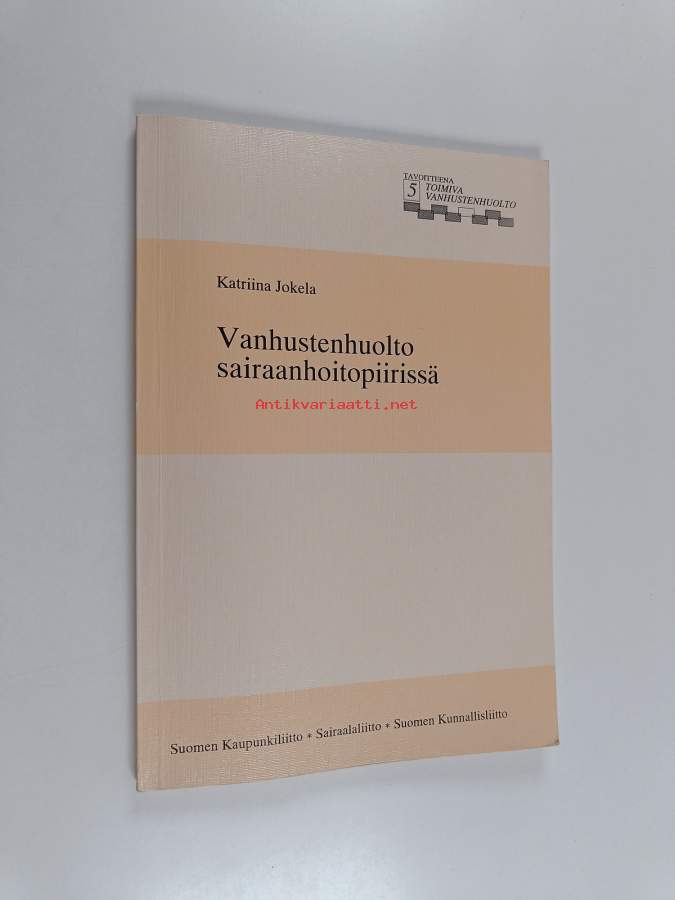 TAVOITTEENA
5 TOIMIVA
VANHUSTENHUOLTO
Katriina Jokela
Vanhustenhuolto
sairaanhoitopiirissä
Antikvariaatti.net
Suomen Kaupunkiliitto * Sairaalaliitto * Suomen Kunnallisliitto